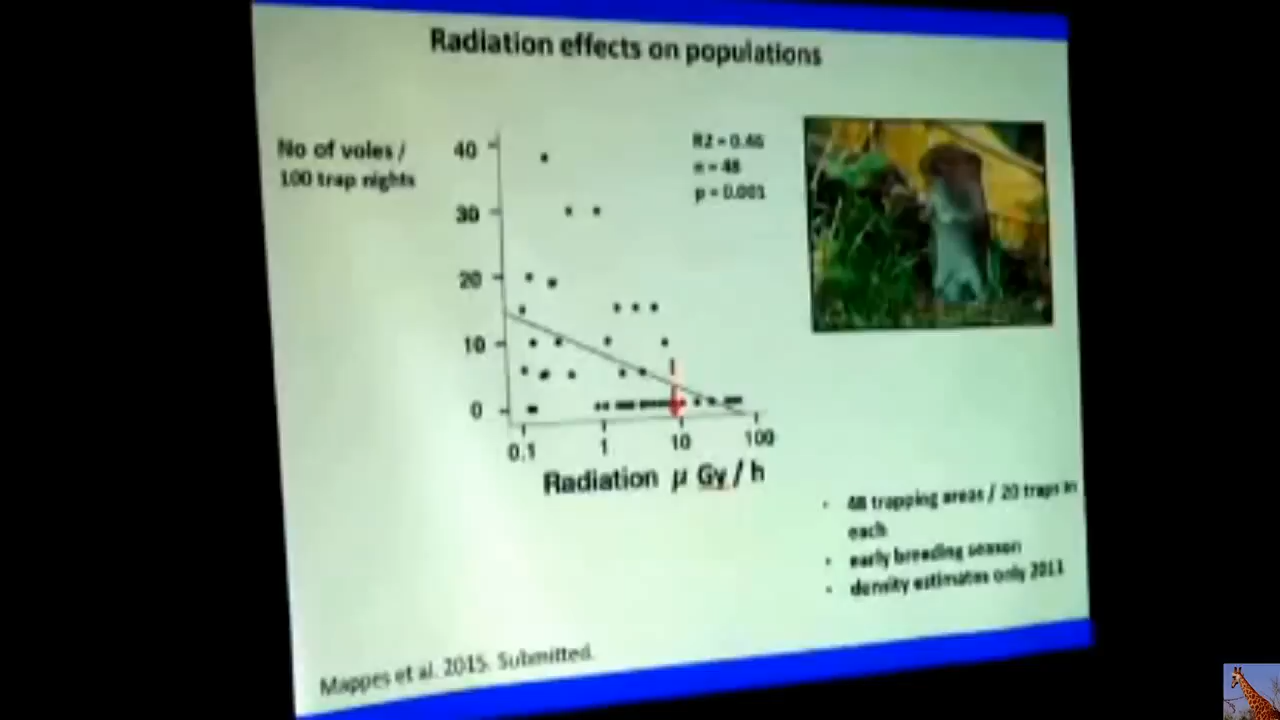 Radiation effects on populations
No of voles /
100 trap nights
40
30
20
10
0
R2 = 0.46
n = 48
p = 0.001
0.1 1 10 100
Radiation μ Gy / h
• 48 trapping areas / 20 traps in
each
• early breeding season
• density estimates only 2011
Mappes et al. 2015. Submitted.